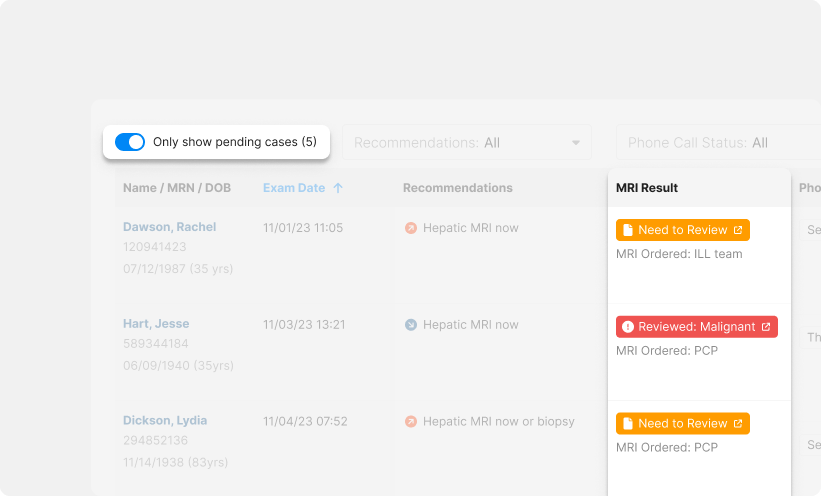 Only show pending cases (5)
Recommendations: All
Phone Call Status: All
Name / MRN / DOB
Exam Date
Recommendations
MRI Result
Dawson, Rachel
120941423
07/12/1987 (35 yrs)
11/01/23 11:05
Hepatic MRI now
Need to Review
MRI Ordered: ILL team
Hart, Jesse
589344184
06/09/1940 (35yrs)
11/03/23 13:21
Hepatic MRI now
Reviewed: Malignant
MRI Ordered: PCP
Dickson, Lydia
294852136
11/14/1938 (83yrs)
11/04/23 07:52
Hepatic MRI now or biopsy
Need to Review
MRI Ordered: PCP